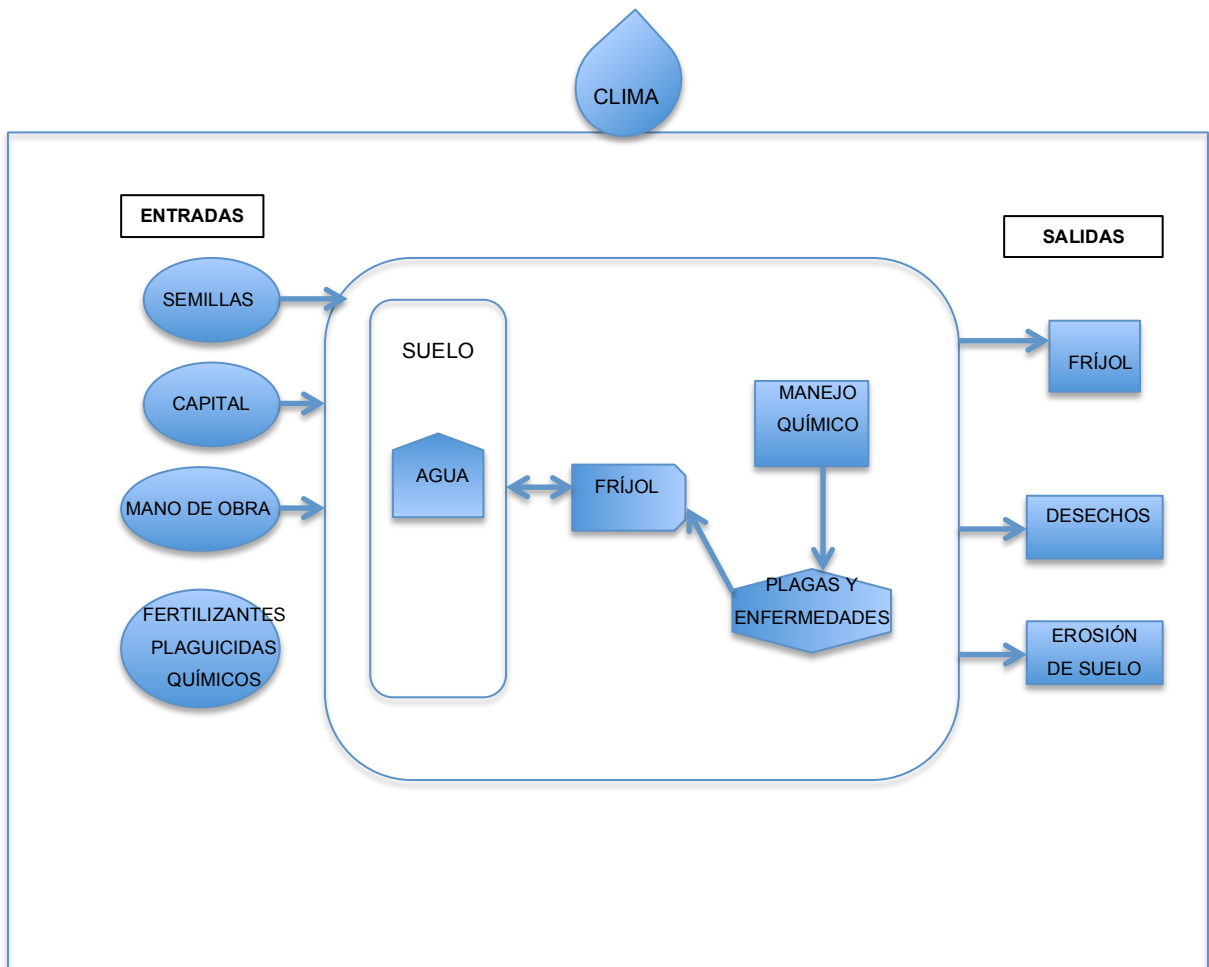 CLIMA
ENTRADAS
SALIDAS
SEMILLAS
CAPITAL
MANO DE OBRA
FERTILIZANTES
PLAGUICIDAS
QUÍMICOS
SUELO
AGUA
FRÍJOL
MANEJO
QUÍMICO
PLAGAS Y
ENFERMEDADES
FRÍJOL
DESECHOS
EROSIÓN
DE SUELO